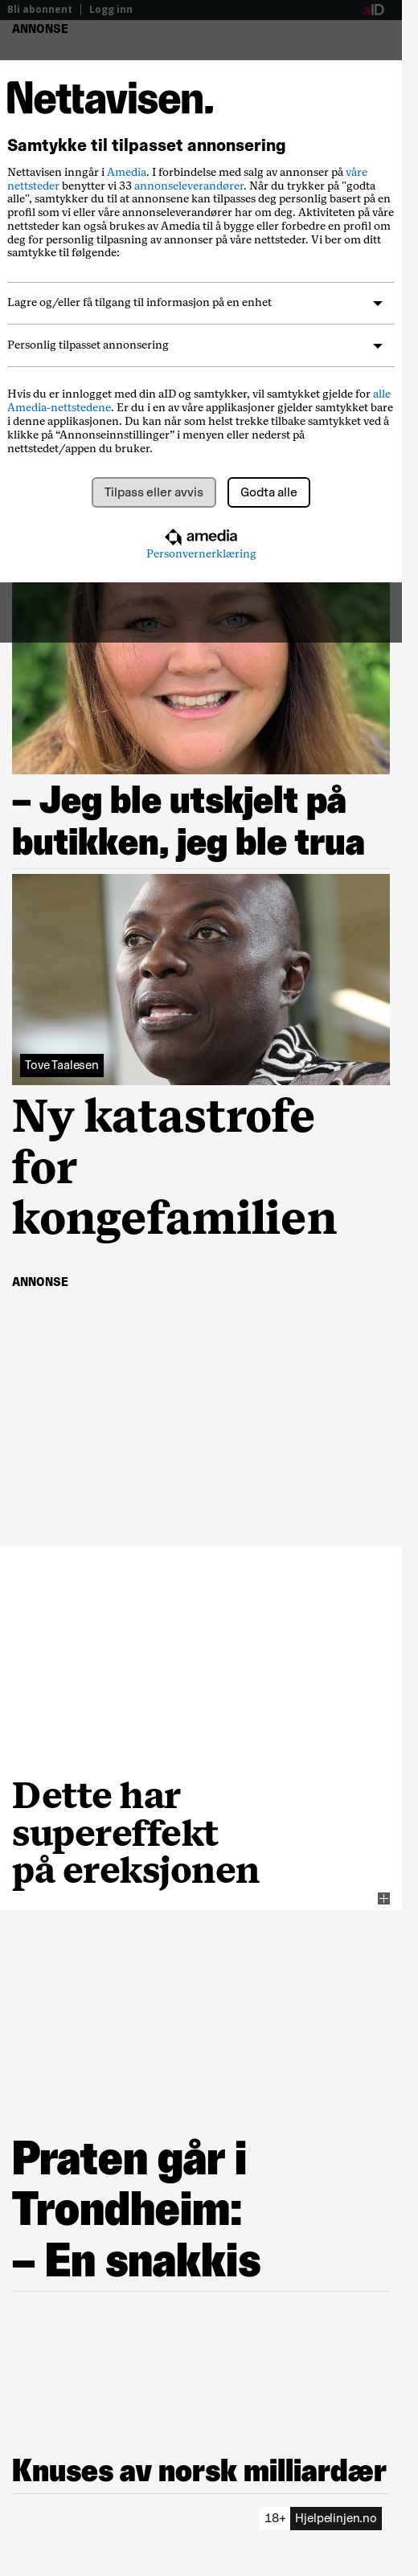 Bli abonnent | Logg inn
aID
ANNONSE
Nettavisen.
Samtykke til tilpasset annonsering
Nettavisen inngår i Amedia. I forbindelse med salg av annonser på våre
nettsteder benytter vi 33 annonseleverandører. Når du trykker på "godta
alle", samtykker du til at annonsene kan tilpasses deg personlig basert på en
profil som vi eller våre annonseleverandører har om deg. Aktiviteten på våre
nettsteder kan også brukes av Amedia til å bygge eller forbedre en profil om
deg for personlig tilpasning av annonser på våre nettsteder. Vi ber om ditt
samtykke til følgende:
Lagre og/eller få tilgang til informasjon på en enhet
Personlig tilpasset annonsering
Hvis du er innlogget med din aID og samtykker, vil samtykket gjelde for alle
Amedia-nettstedene. Er du i en av våre applikasjoner gjelder samtykket bare
i denne applikasjonen. Du kan når som helst trekke tilbake samtykket ved å
klikke på “Annonseinnstillinger” i menyen eller nederst på
nettstedet/appen du bruker.
Tilpass eller avvis
Godta alle
amedia
Personvernerklæring
– Jeg ble utskjelt på
butikken, jeg ble trua
Tove Taalesen
Ny katastrofe
for
kongefamilien
ANNONSE
Dette har
supereffekt
på ereksjonen
Praten går i
Trondheim:
– En snakkis
Knuses av norsk milliardær
18+ Hjelpelinjen.no